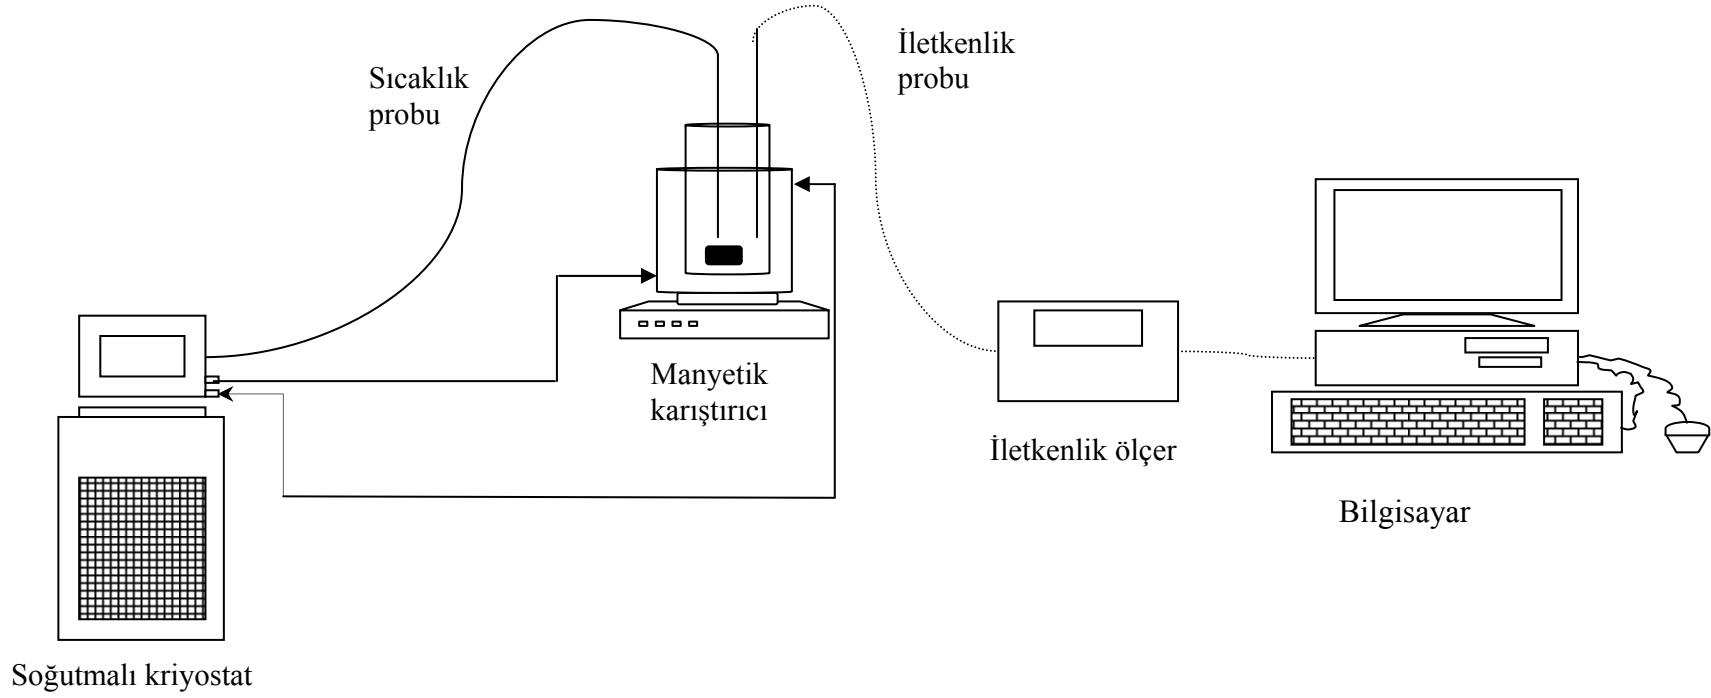 Sıcaklık
probu
İletkenlik
probu
Manyetik
karıştırıcı
İletkenlik ölçer
Bilgisayar
Soğutmalı kriyostat